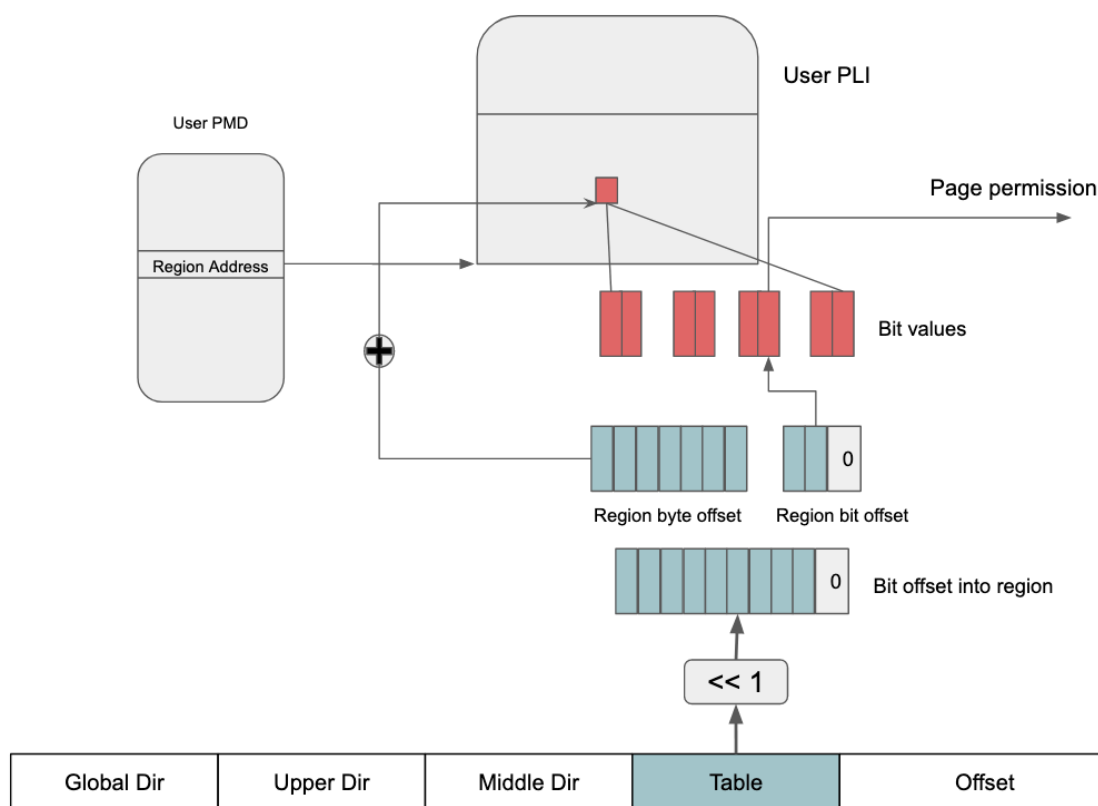 User PLI
User PMD
Page permission
Region Address
Bit values
0
Region byte offset
Region bit offset
0
Bit offset into region
<< 1
Global Dir
Upper Dir
Middle Dir
Table
Offset